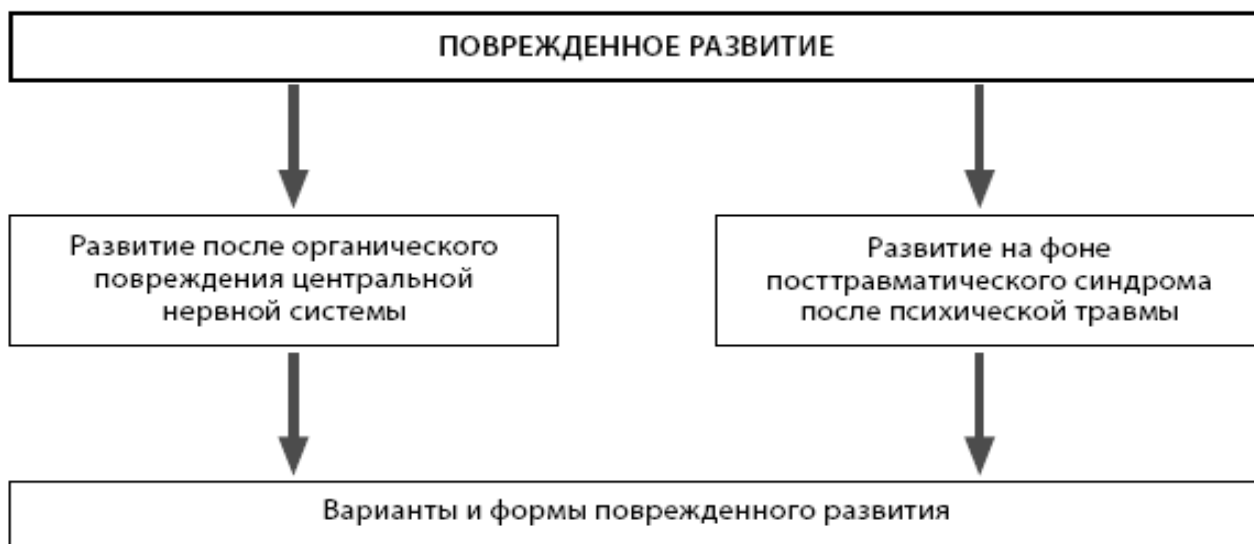 ПОВРЕЖДЕННОЕ РАЗВИТИЕ
Развитие после органического
повреждения центральной
нервной системы
Развитие на фоне
посттравматического синдрома
после психической травмы
Варианты и формы поврежденного развития